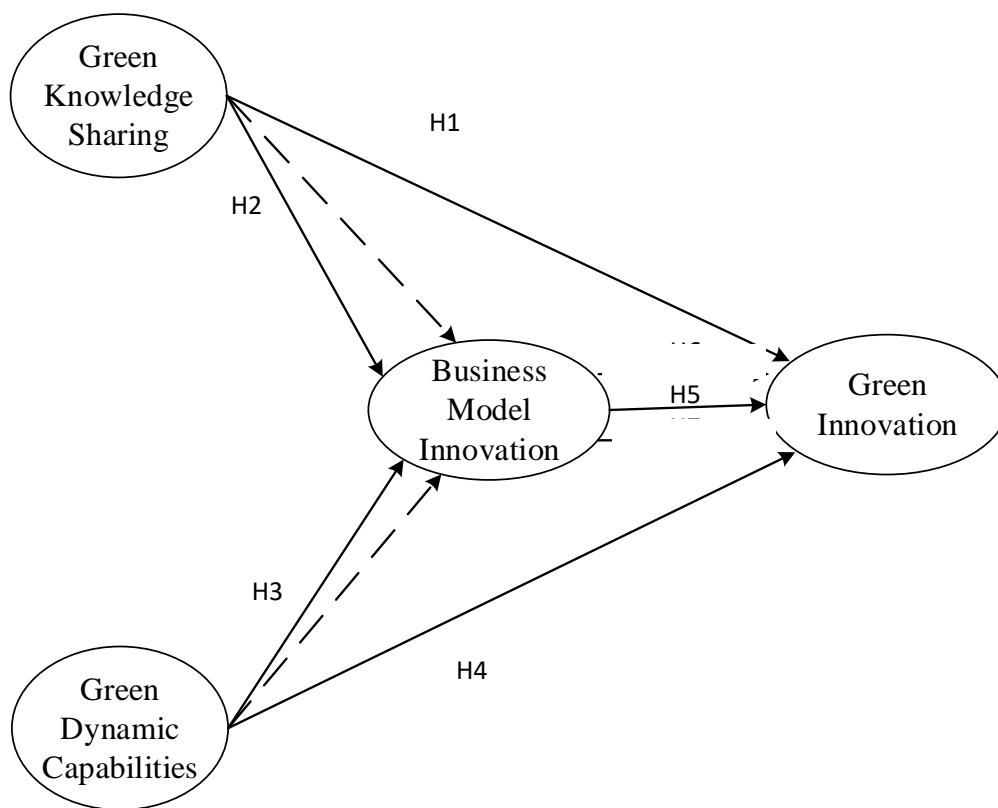 Green
Knowledge
Sharing
H1
H2
Business
Model
Innovation
H5
Green
Innovation
H3
H4
Green
Dynamic
Capabilities